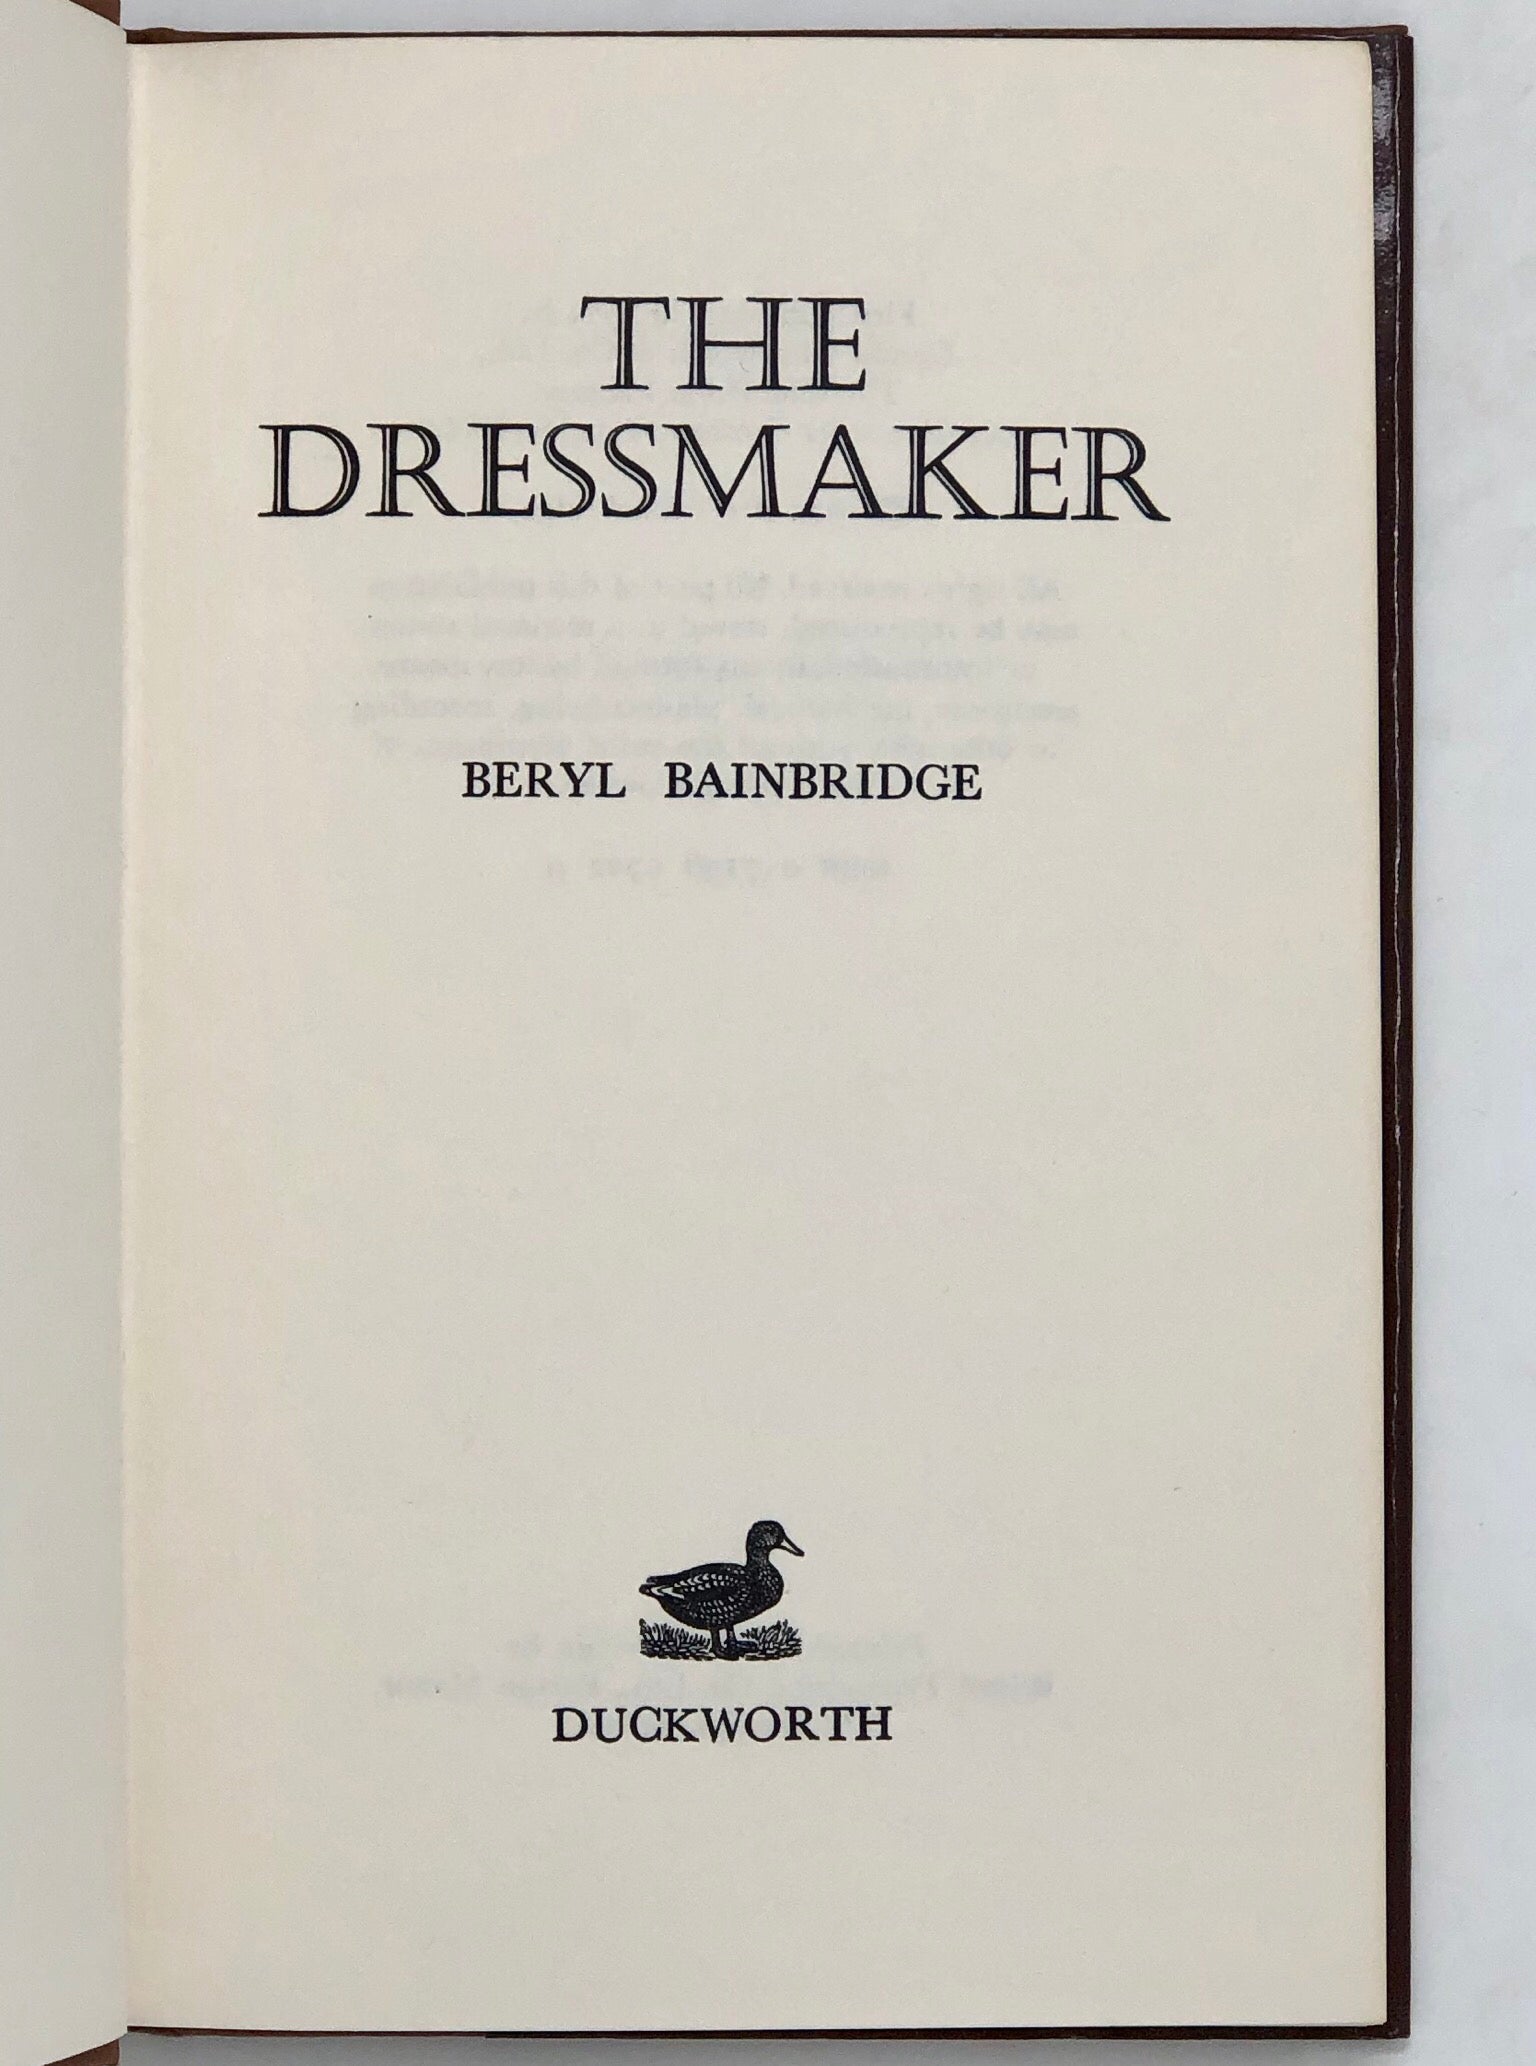 THE
DRESSMAKER
BERYL BAINBRIDGE
DUCKWORTH